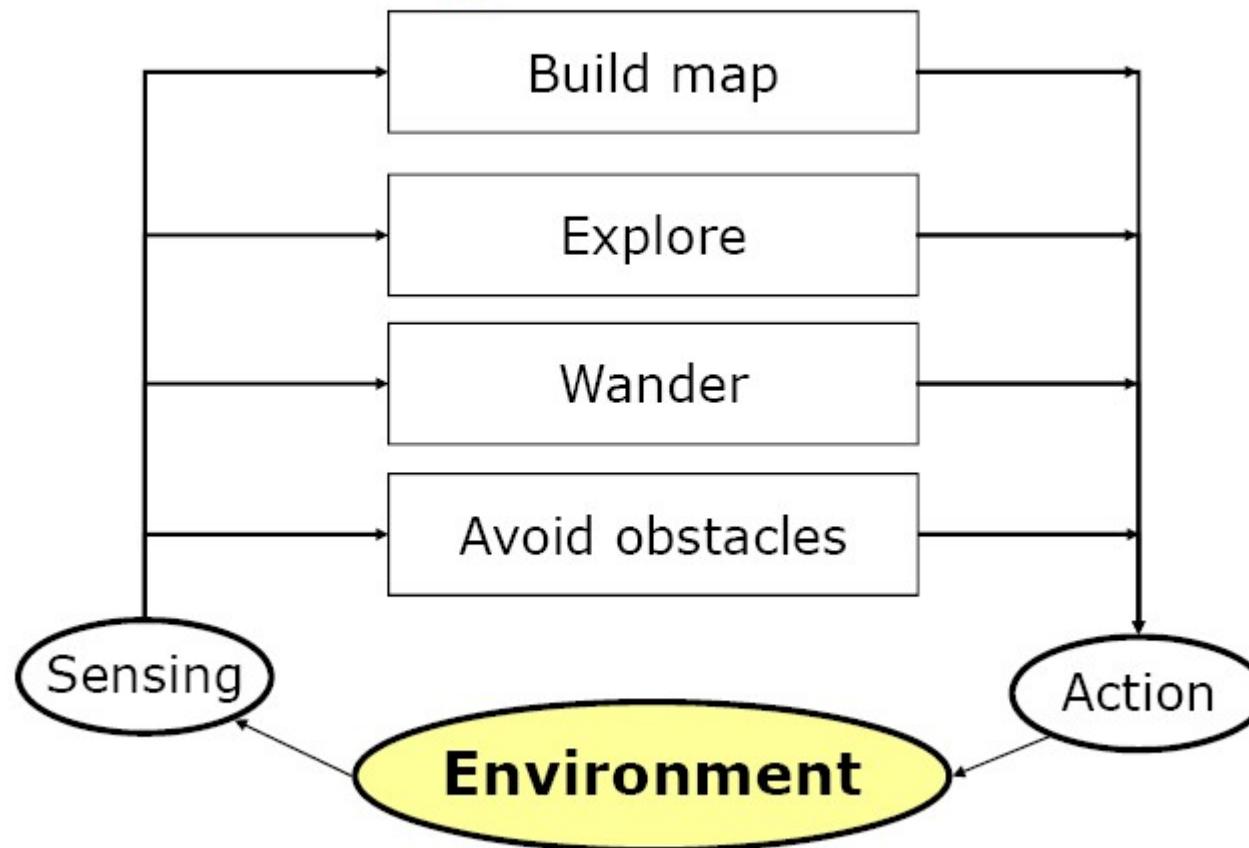 Build map
Explore
Wander
Avoid obstacles
Sensing
Action
Environment